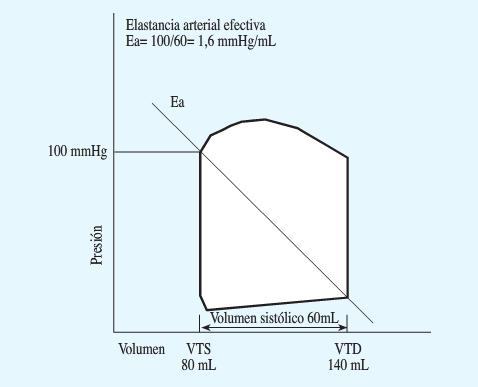 Elastancia arterial efectiva
Ea= 100/60= 1,6 mmHg/mL
Ea
100 mmHg
Presión
Volumen sistólico 60mL
Volumen VTS VTD
80 mL 140 mL